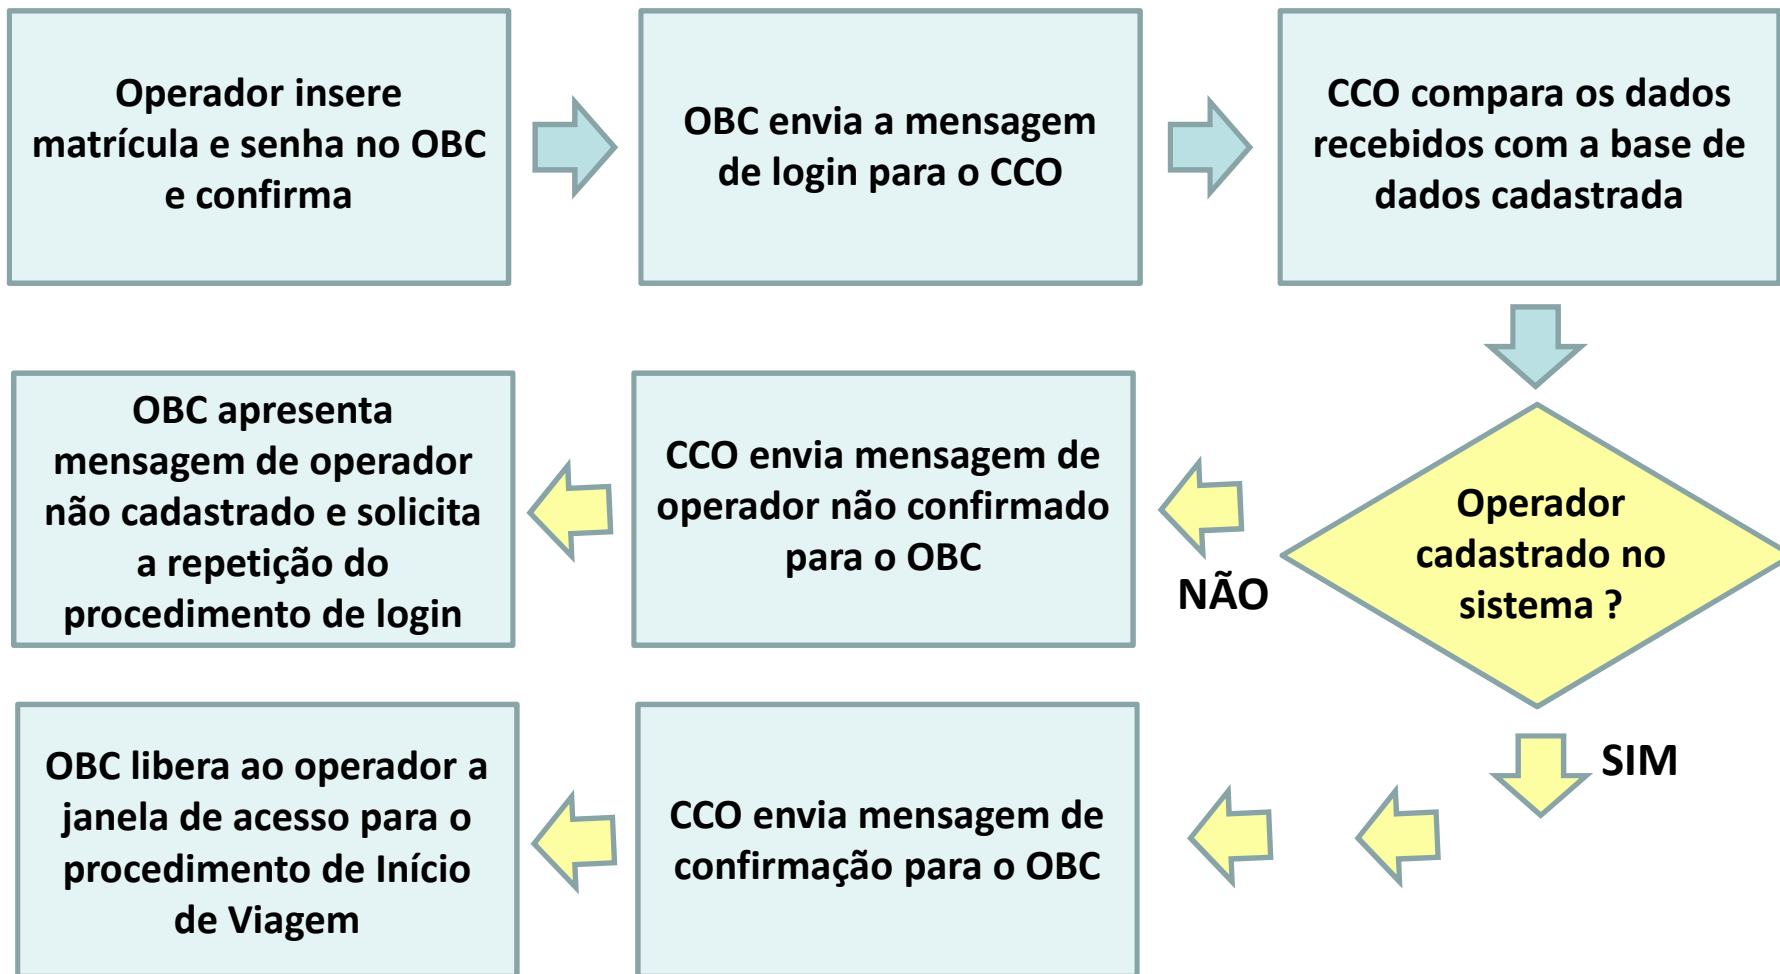 Operador insere
matrícula e senha no OBC
e confirma
OBC envia a mensagem
de login para o CCO
CCO compara os dados
recebidos com a base de
dados cadastrada
OBC apresenta
mensagem de operador
não cadastrado e solicita
a repetição do
procedimento de login
CCO envia mensagem de
operador não confirmado
para o OBC
NÃO
Operador
cadastrado no
sistema ?
SIM
OBC libera ao operador a
janela de acesso para o
procedimento de Início
de Viagem
CCO envia mensagem de
confirmação para o OBC